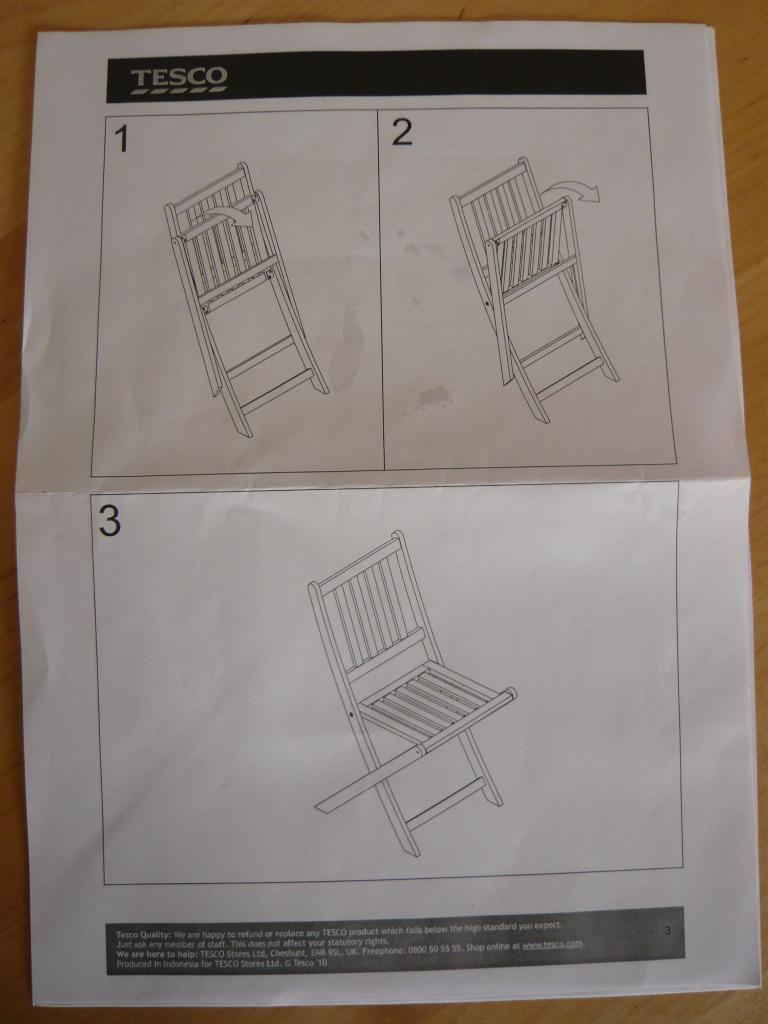 TESCO
1
2
3
Tesco Quality: We are happy to refund or replace any TESCO product which falls below the high standard you expect.
Just ask any member of staff. This does not affect your statutory rights.
We are here to help: TESCO Stores Ltd, Cheshunt, EN8 9SL. UK. Freephone: 0800 50 55 55. Shop online at www.tesco.com.
Produced in Indonesia for TESCO Stores Ltd. © Tesco '10
3